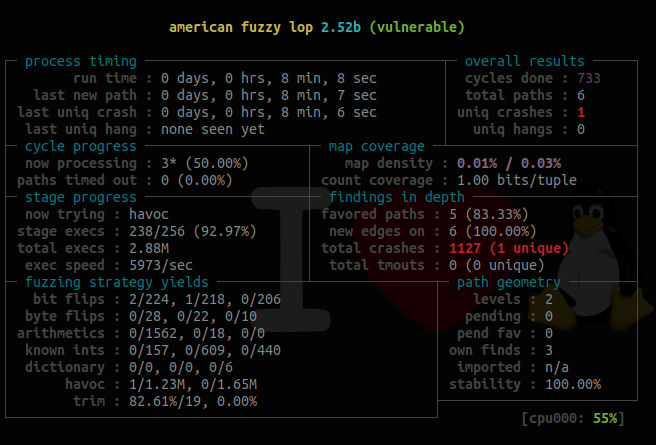 american fuzzy lop 2.52b (vulnerable)
process timing overall results
run time : 0 days, 0 hrs, 8 min, 8 sec cycles done : 733
last new path : 0 days, 0 hrs, 8 min, 7 sec total paths : 6
last uniq crash : 0 days, 0 hrs, 8 min, 6 sec uniq crashes : 1
last uniq hang : none seen yet uniq hangs : 0
cycle progress map coverage
now processing : 3* (50.00%) map density : 0.01% / 0.03%
paths timed out : 0 (0.00%) count coverage : 1.00 bits/tuple
stage progress findings in depth
now trying : havoc favored paths : 5 (83.33%)
stage execs : 238/256 (92.97%) new edges on : 6 (100.00%)
total execs : 2.88M total crashes : 1127 (1 unique)
exec speed : 5973/sec total tmouts : 0 (0 unique)
fuzzing strategy yields path geometry
bit flips : 2/224, 1/218, 0/206 levels : 2
byte flips : 0/28, 0/22, 0/10 pending : 0
arithmetics : 0/1562, 0/18, 0/0 pend fav : 0
known ints : 0/157, 0/609, 0/440 own finds : 3
dictionary : 0/0, 0/0, 0/6 imported : n/a
havoc : 1/1.23M, 0/1.65M stability : 100.00%
trim : 82.61%/19, 0.00%
[cpu000: 55%]
I